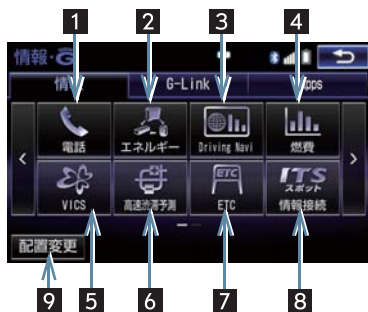 1 2 3 4
情報・G
情 G-Link pps
電話 エネルギー Driving Navi 燃費
ETC ITS
スポット
VICS 高速渋滞予測 ETC 情報接続
配置変更
9 5 6 7 8